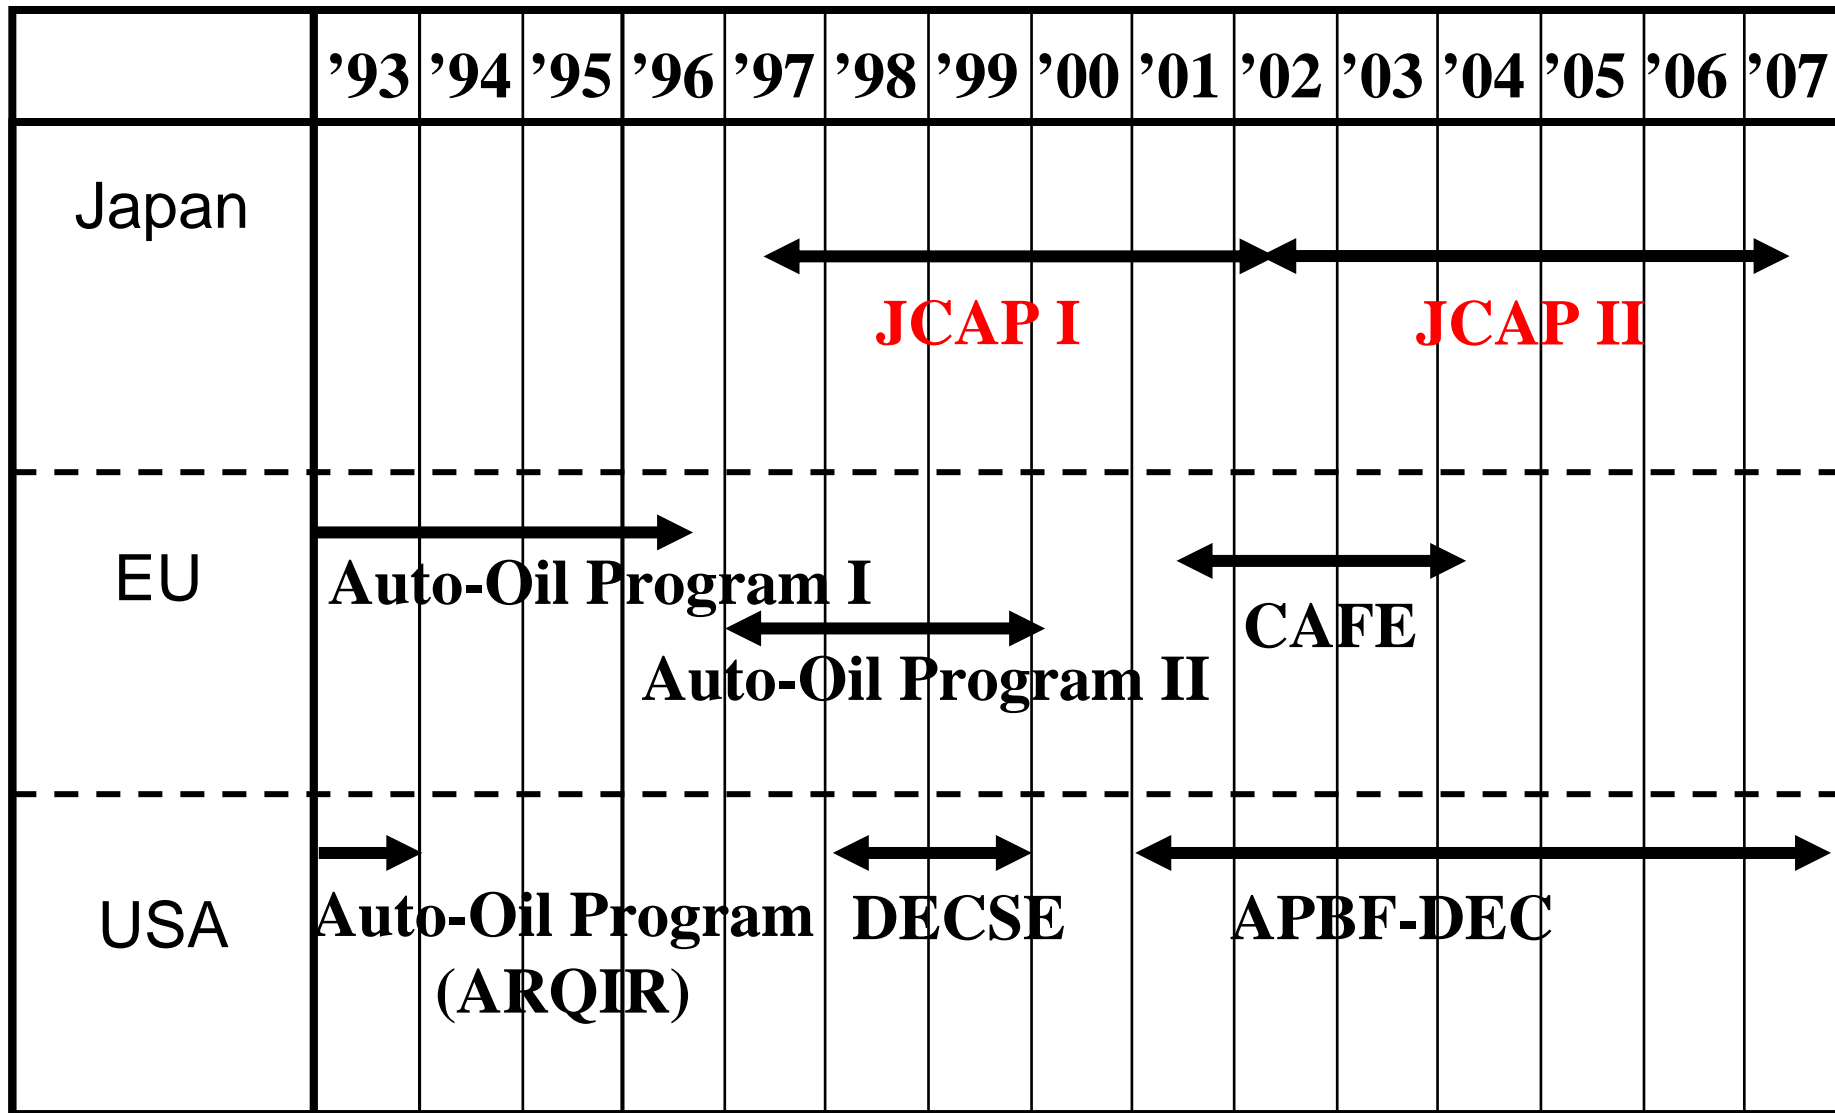 ’93 ’94 ’95 ’96 ’97 ’98 ’99 ’00 ’01 ’02 ’03 ’04 ’05 ’06 ’07
Japan
JCAP I JCAP II
EU
Auto-Oil Program I
CAFE
Auto-Oil Program II
USA
Auto-Oil Program DECSE APBF-DEC
(ARQIR)